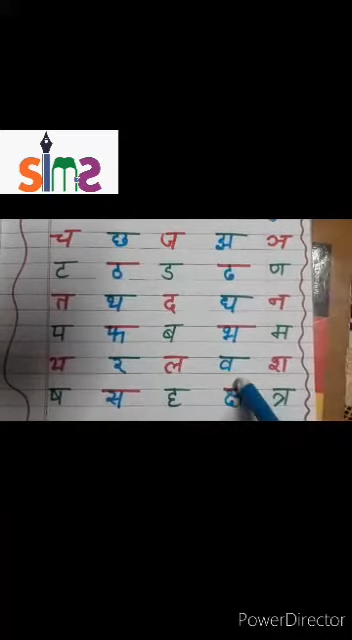 SIMS
च छ ज झ ञ
ट ठ ड ढ ण
त थ द ध न
प फ ब भ म
य र ल व श
ष स ह क्ष त्र
PowerDirector